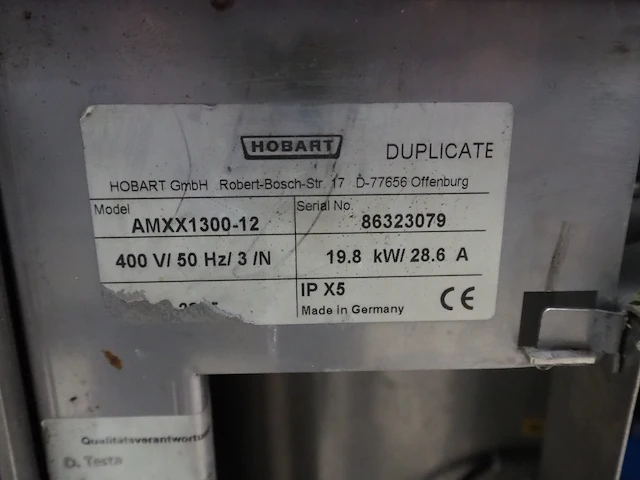 HOBART DUPLICATE
HOBART GmbH Robert-Bosch-Str. 17 D-77656 Offenburg
Model Serial No.
AMXX1300-12 86323079
400 V/ 50 Hz/ 3 /N 19.8 kW/ 28.6 A
IP X5
Made in Germany CE
D. Testa